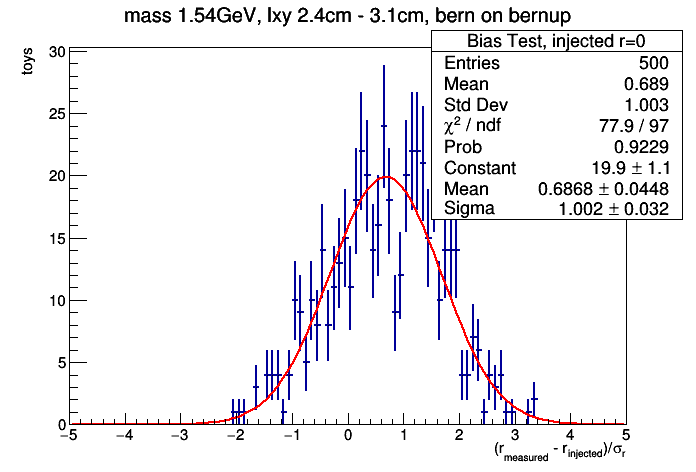 mass 1.54GeV, lxy 2.4cm - 3.1cm, bern on bernup
Bias Test, injected r=0
Entries 500
Mean 0.689
Std Dev 1.003
χ² / ndf 77.9 / 97
Prob 0.9229
Constant 19.9 ± 1.1
Mean 0.6868 ± 0.0448
Sigma 1.002 ± 0.032
toys
30
25
20
15
10
5
0
−5 −4 −3 −2 −1 0 1 2 3 4 5
(r_measured - r_injected)/σ_r